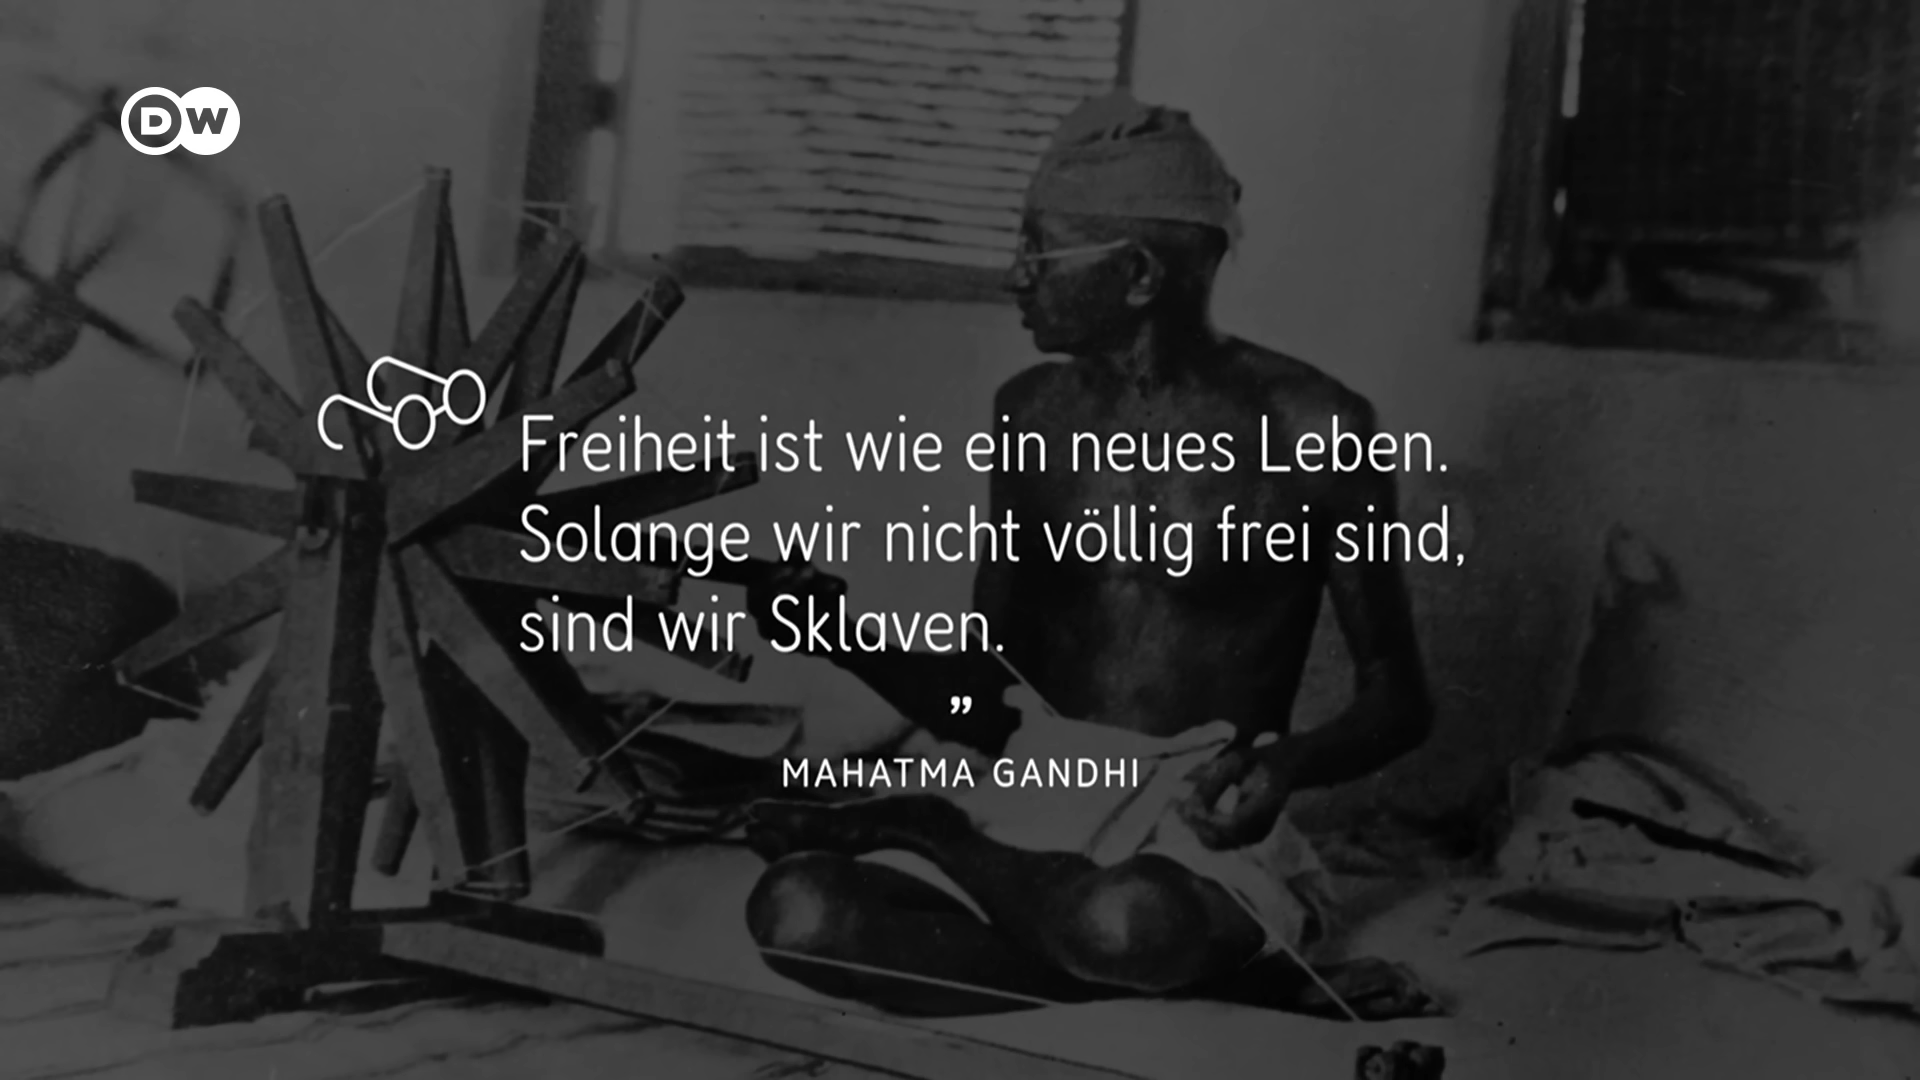 DW
Freiheit ist wie ein neues Leben.
Solange wir nicht völlig frei sind,
sind wir Sklaven.
”
MAHATMA GANDHI